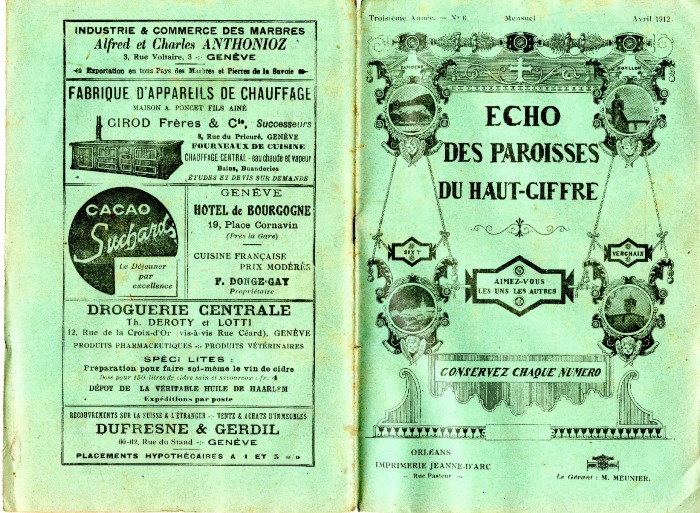 INDUSTRIE & COMMERCE DES MARBRES
Alfred et Charles ANTHONIOZ
3, Rue Voltaire, 3 -:- GENÈVE
Exportation en tous Pays des Marbres et Pierres de la Savoie
FABRIQUE D'APPAREILS DE CHAUFFAGE
MAISON A. PONCET FILS AINÉ
GIROD Frères & Cie, Successeurs
8, Rue du Prieuré, GENÈVE
FOURNEAUX DE CUISINE
CHAUFFAGE CENTRAL - eau chaude et vapeur
Bains, Buanderies
ÉTUDES ET DEVIS SUR DEMANDE
CACAO
Suchard
Le Déjeuner
par
excellence
GENÈVE
HÔTEL de BOURGOGNE
19, Place Cornavin
(Près la Gare)
CUISINE FRANÇAISE
PRIX MODÉRÉS
F. DONGE-GAY
Propriétaire
DROGUERIE CENTRALE
Th. DEROTY et LOTTI
12, Rue de la Croix-d'Or vis-à-vis Rue Céard), GENÈVE
PRODUITS PHARMACEUTIQUES -:- PRODUITS VÉTÉRINAIRES
SPÉCI LITES :
Préparation pour faire soi-même le vin de cidre
Dose pour 150 litres de cidre sain et savoureux : fr. 4
DÉPOT DE LA VÉRITABLE HUILE DE HAARLEM
Expéditions par poste
RECOUVREMENTS SUR LA SUISSE & L'ÉTRANGER -:- VENTE & ACHATS D'IMMEUBLES
DUFRESNE & GERDIL
60-62, Rue du Stand -:- GENÈVE
PLACEMENTS HYPOTHÉCAIRES A 4 ET 5 o/o
Troisième Année. — N° 6 Mensuel Avril 1912
ECHO
DES PAROISSES
DU HAUT-GIFFRE
SIXT
VERCHAIX
AIMEZ-VOUS
LES UNS LES AUTRES
CONSERVEZ CHAQUE NUMERO
ORLÉANS
IMPRIMERIE JEANNE-D'ARC
— Rue Pasteur —
Le Gérant : M. MEUNIER.